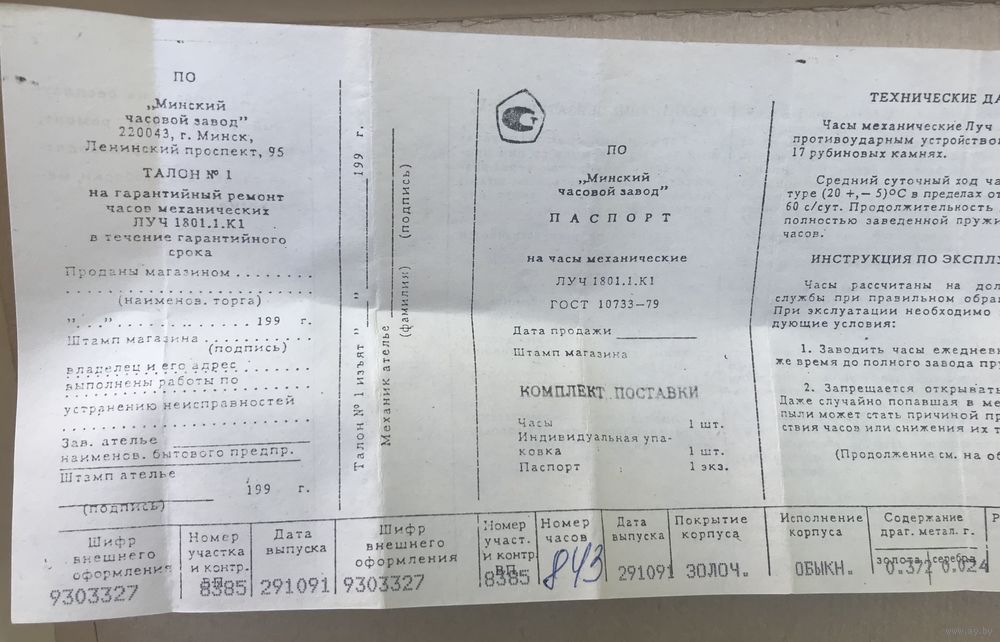 ПО
„Минский
часовой завод"
220043, г. Минск,
Ленинский проспект, 95
ТАЛОН № 1
на гарантийный ремонт
часов механических
ЛУЧ 1801.1.К1
в течение гарантийного
срока
Проданы магазином
(наименов. торга)
"..." 199 г.
Штамп магазина
(подпись)
владелец и его адрес
выполнены работы по
устранению неисправностей
Зав. ателье
наименов. бытового предпр.
Штамп ателье
199 г.
(подпись)
Талон № 1 изъят " " 199 г.
Механик ателье
(фамилия) (подпись)
ПО
„Минский
часовой завод"
ПАСПОРТ
на часы механические
ЛУЧ 1801.1.К1
ГОСТ 10733—79
Дата продажи
Штамп магазина
КОМПЛЕКТ ПОСТАВКИ
Часы 1 шт.
Индивидуальная упа-
ковка 1 шт.
Паспорт 1 экз.
ТЕХНИЧЕСКИЕ ДА
Часы механические Луч
противоударным устройством
17 рубиновых камнях.
Средний суточный ход ча
туре (20 +,— 5)°С в пределах от
60 с/сут. Продолжительность
полностью заведенной пружи
часов.
ИНСТРУКЦИЯ ПО ЭКСПЛУ
Часы рассчитаны на дол
службы при правильном обра
При эксплуатации необходимо
дующие условия:
1. Заводить часы ежедневн
же время до полного завода пру
2. Запрещается открывать
Даже случайно попавшая в ме
пыли может стать причиной пр
ствия часов или снижения их т
(Продолжение см. на об
Шифр
внешнего
оформления
9303327
Номер
участка
и контр.
ВП
8385
Дата
выпуска
291091
Шифр
внешнего
оформления
9303327
Номер
участ.
и контр.
ВП
8385
Номер
часов
843
Дата
выпуска
291091
Покрытие
корпуса
ЗОЛОЧ.
Исполнение
корпуса
ОБЫКН.
Содержание
драг. метал. г.
золота серебра
0.372 0.024
www.ay.by